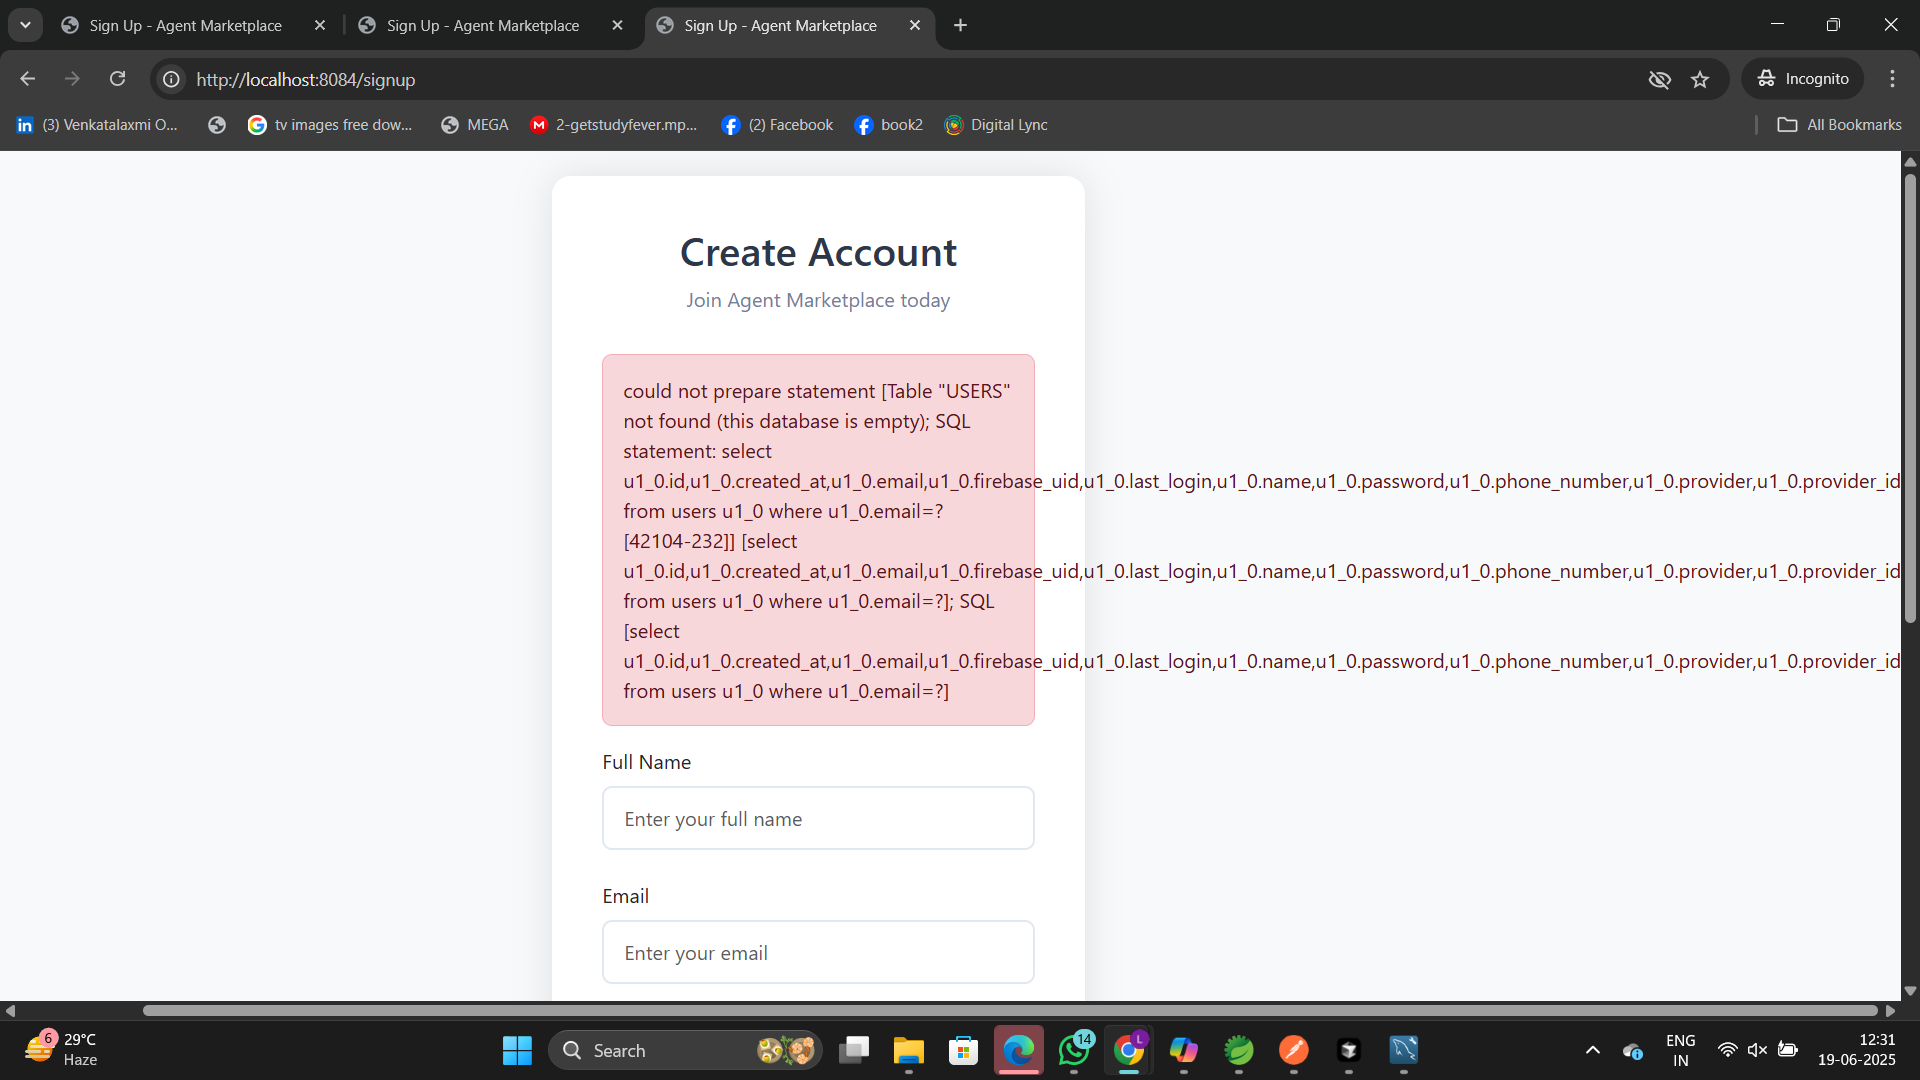 Sign Up - Agent Marketplace
Sign Up - Agent Marketplace
Sign Up - Agent Marketplace
http://localhost:8084/signup
Incognito
(3) Venkatalaxmi O...
tv images free dow...
MEGA
2-getstudyfever.mp...
(2) Facebook
book2
Digital Lync
All Bookmarks
Create Account
Join Agent Marketplace today
could not prepare statement [Table "USERS"
not found (this database is empty); SQL
statement: select
u1_0.id,u1_0.created_at,u1_0.email,u1_0.firebase_uid,u1_0.last_login,u1_0.name,u1_0.password,u1_0.phone_number,u1_0.provider,u1_0.provider_id
from users u1_0 where u1_0.email=?
[42104-232]] [select
u1_0.id,u1_0.created_at,u1_0.email,u1_0.firebase_uid,u1_0.last_login,u1_0.name,u1_0.password,u1_0.phone_number,u1_0.provider,u1_0.provider_id
from users u1_0 where u1_0.email=?]; SQL
[select
u1_0.id,u1_0.created_at,u1_0.email,u1_0.firebase_uid,u1_0.last_login,u1_0.name,u1_0.password,u1_0.phone_number,u1_0.provider,u1_0.provider_id
from users u1_0 where u1_0.email=?]
Full Name
Enter your full name
Email
Enter your email
6
29°C
Haze
Search
14
L
ENG
IN
12:31
19-06-2025